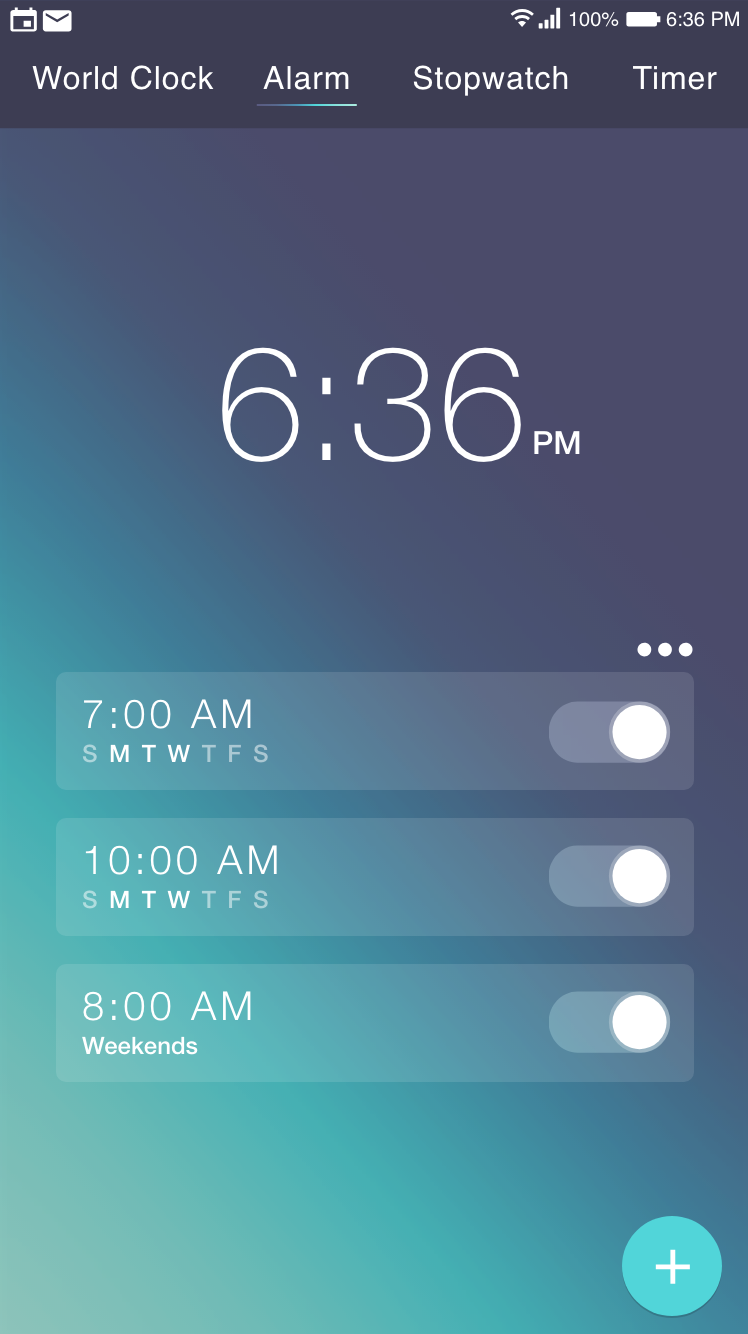 100% 6:36 PM
World Clock Alarm Stopwatch Timer
6:36 PM
7:00 AM
S M T W T F S
10:00 AM
S M T W T F S
8:00 AM
Weekends